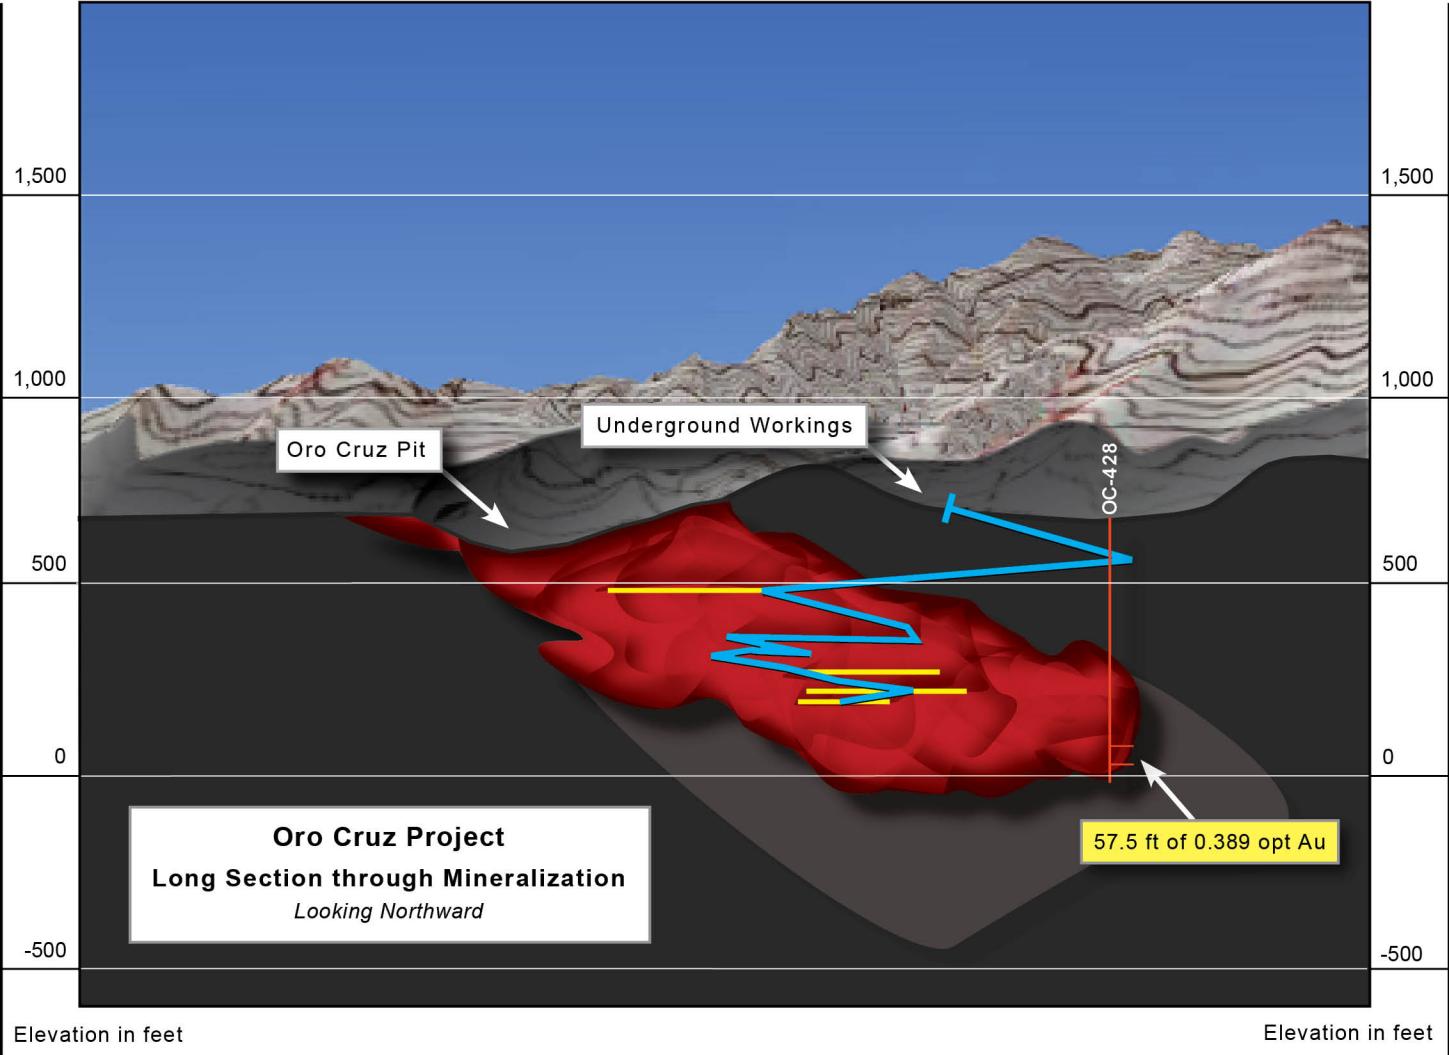 1,500
1,500
1,000
1,000
Underground Workings
Oro Cruz Pit
OC-428
500
500
0
0
57.5 ft of 0.389 opt Au
Oro Cruz Project
Long Section through Mineralization
Looking Northward
-500
-500
Elevation in feet
Elevation in feet